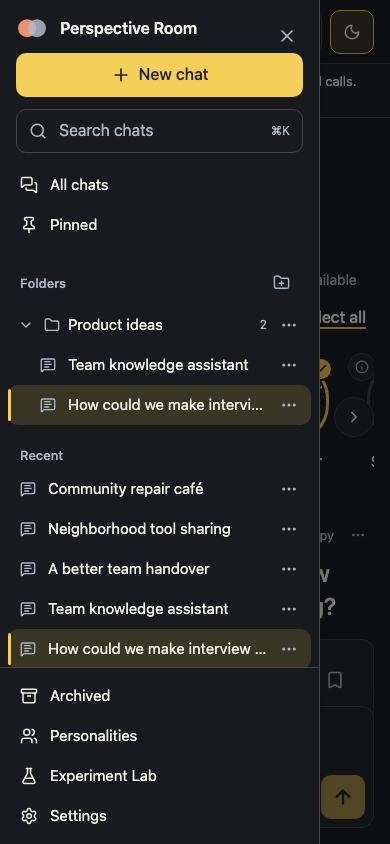 Perspective Room
New chat
Search chats ⌘K
calls.
All chats
Pinned
Folders
Product ideas 2
lect all
Team knowledge assistant
How could we make intervi...
Recent
Community repair café
Neighborhood tool sharing
A better team handover
Team knowledge assistant
How could we make interview ...
Archived
Personalities
Experiment Lab
Settings